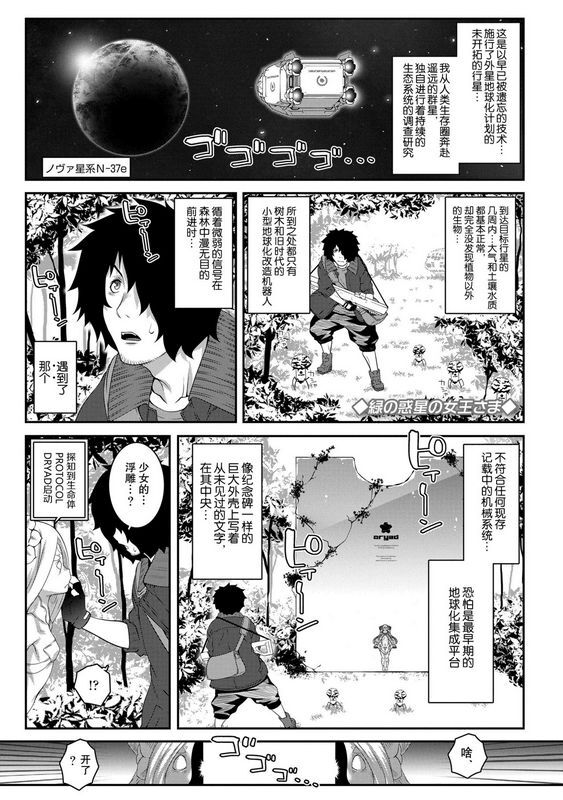 这是以早已被遗忘的技术…
施行了外星地球化计划的
未开拓的行星…
我从人类生存圈奔赴
遥远的群星，
独自进行着持续的
生态系统的调查研究
ゴゴゴゴ…
ノヴァ星系N-37e
到达目标行星的
几周内…大气和土壤水质
都基本正常
却完全没发现植物以外
的生物…
所到之处都只有
树木和旧时代的
小型地球化改造机器人
ピィーン
◆緑の惑星の女王さま◆
循着微弱的信号在
森林中漫无目的
前进时…
遇到了
那个
不符合任何现存
记载中的机械系统…
恐怕是最早期的
地球化集成平台
dryad
ピィーン
像纪念碑一样的
巨大外壳上写着
从未见过的文字，
在其中央…
少女的…
浮雕…？
探知到生命体
PROTOCOL
DRYAD启动
ピィーン
!?
啥.
ゴゴゴ…
开了
？